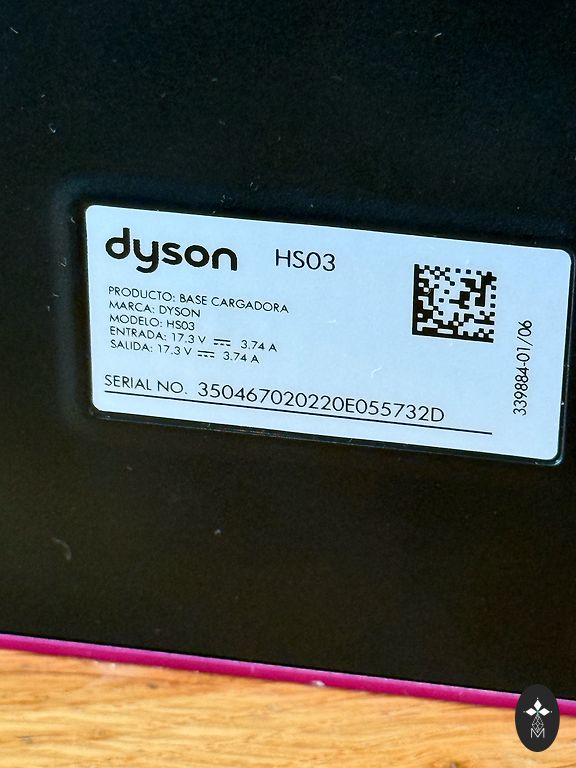 dyson HS03
PRODUCTO: BASE CARGADORA
MARCA: DYSON
MODELO: HS03
ENTRADA: 17.3 V ⎓ 3.74 A
SALIDA: 17.3 V ⎓ 3.74 A
SERIAL NO. 350467020220E055732D
339884-01/06
M